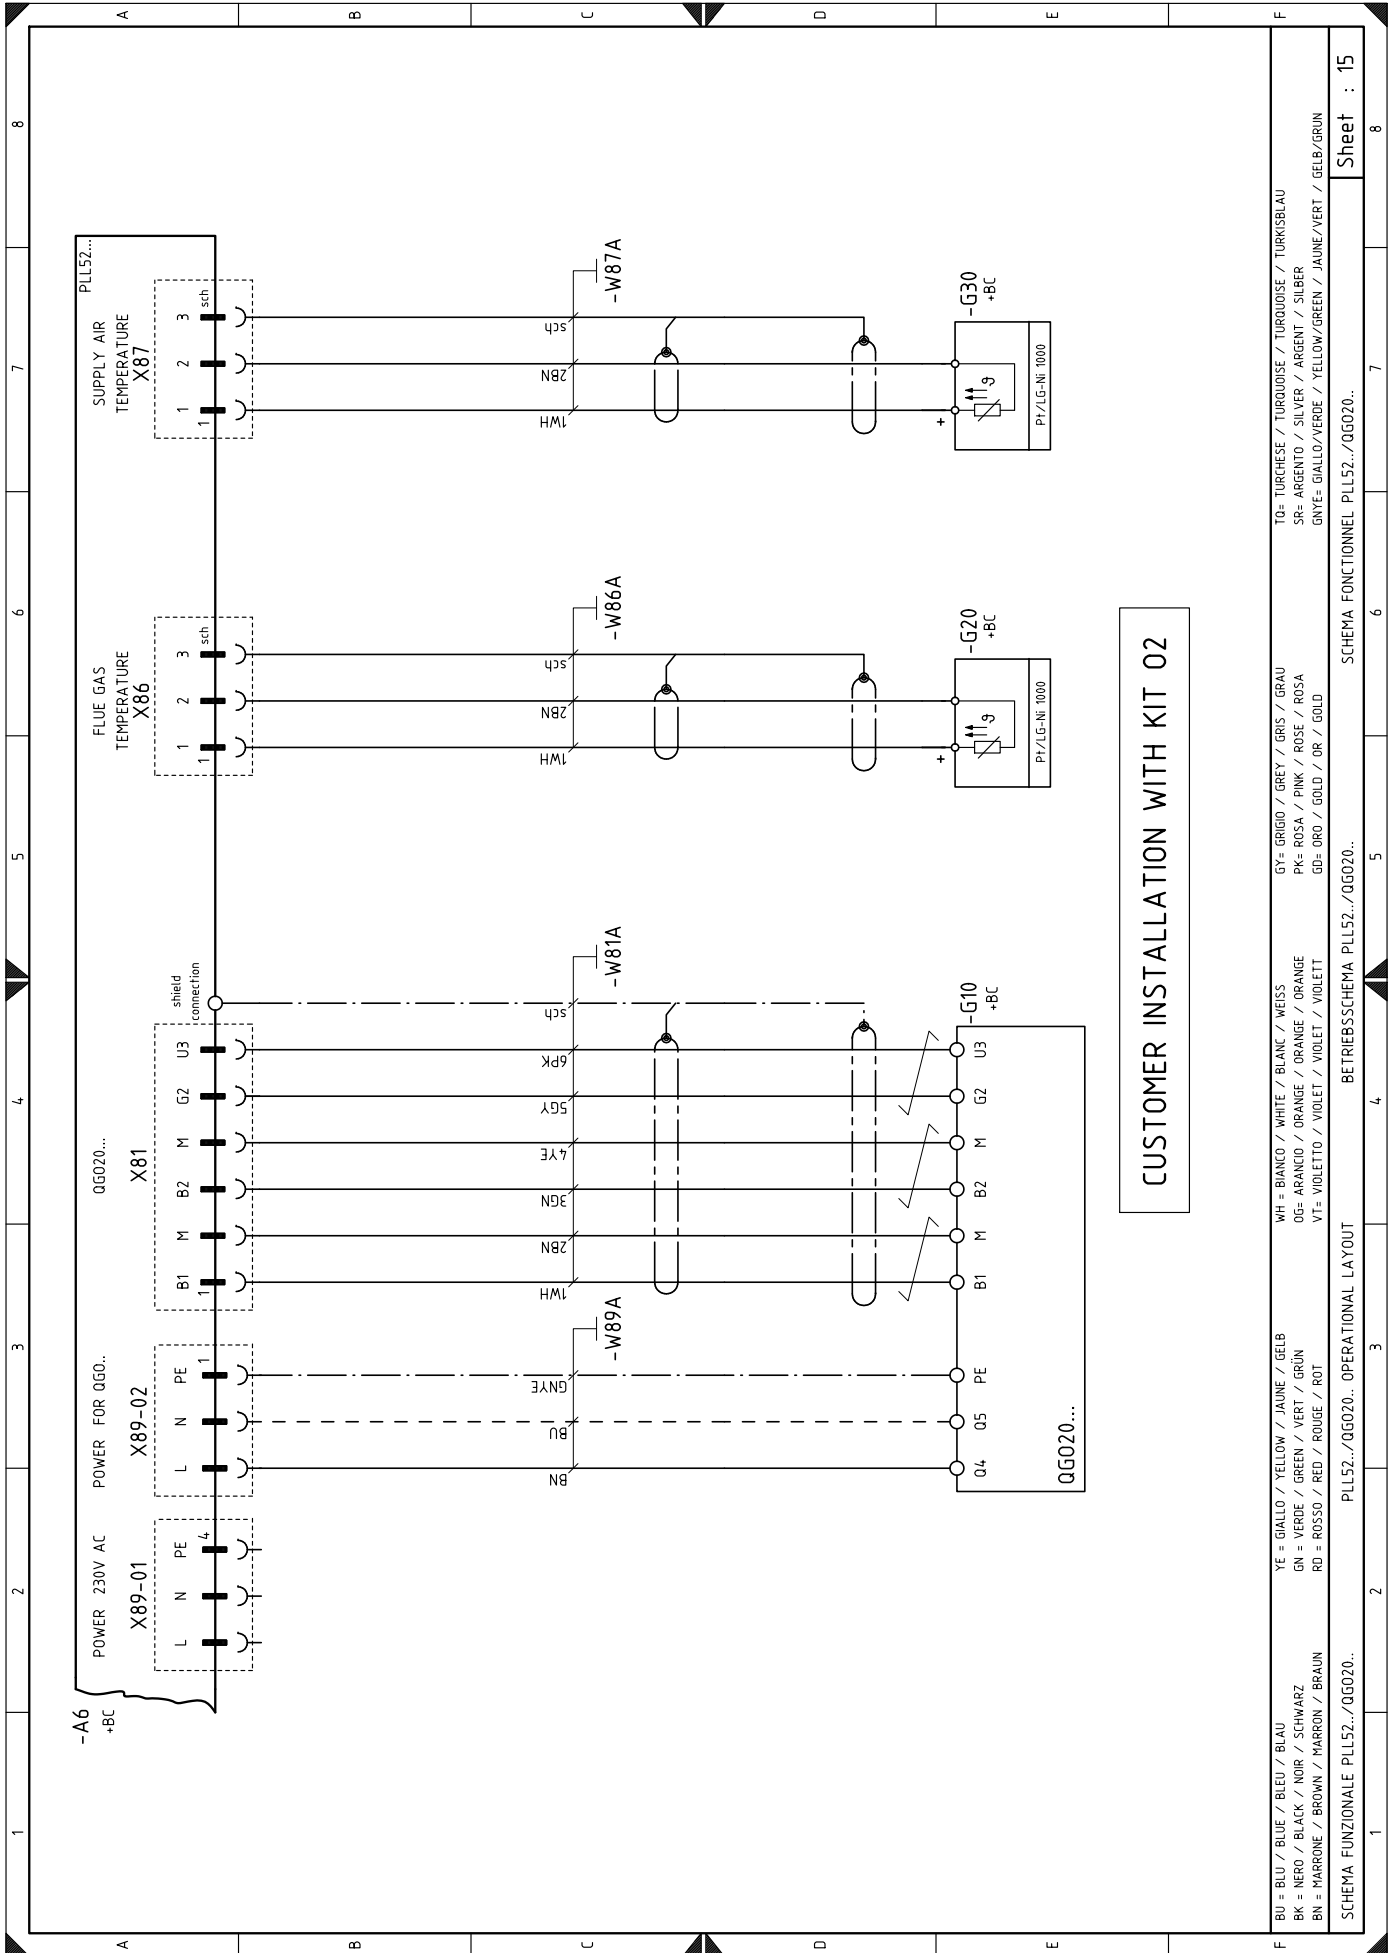 1 2 3 4 5 6 7 8
A
B
C
D
E
F
-A6
+BC
PLL52...
POWER 230V AC
X89-01
L N PE
4
POWER FOR QGO..
X89-02
L N PE
1
QGO20...
X81
B1 M B2 M G2 U3
1
shield
connection
FLUE GAS
TEMPERATURE
X86
1 2 3
1
sch
SUPPLY AIR
TEMPERATURE
X87
1 2 3
1
sch
BN BU GNYE
-W89A
1WH 2BN 3GN 4YE 5GY 6PK sch
-W81A
1WH 2BN sch
-W86A
1WH 2BN sch
-W87A
-G10
+BC
Q4 Q5 PE B1 M B2 M G2 U3
QGO20...
-G20
+BC
+
ϑ
Pt/LG-Ni 1000
-G30
+BC
+
ϑ
Pt/LG-Ni 1000
CUSTOMER INSTALLATION WITH KIT O2
BU = BLU / BLUE / BLEU / BLAU
BK = NERO / BLACK / NOIR / SCHWARZ
BN = MARRONE / BROWN / MARRON / BRAUN
YE = GIALLO / YELLOW / JAUNE / GELB
GN = VERDE / GREEN / VERT / GRÜN
RD = ROSSO / RED / ROUGE / ROT
WH = BIANCO / WHITE / BLANC / WEISS
OG= ARANCIO / ORANGE / ORANGE / ORANGE
VT= VIOLETTO / VIOLET / VIOLET / VIOLETT
GY= GRIGIO / GREY / GRIS / GRAU
PK= ROSA / PINK / ROSE / ROSA
GD= ORO / GOLD / OR / GOLD
TQ= TURCHESE / TURQUOISE / TURQUOISE / TURKISBLAU
SR= ARGENTO / SILVER / ARGENT / SILBER
GNYE= GIALLO/VERDE / YELLOW/GREEN / JAUNE/VERT / GELB/GRUN
SCHEMA FUNZIONALE PLL52../QGO20..
PLL52../QGO20.. OPERATIONAL LAYOUT
BETRIEBSSCHEMA PLL52../QGO20..
SCHEMA FONCTIONNEL PLL52../QGO20..
Sheet : 15
1 2 3 4 5 6 7 8
A
B
C
D
E
F